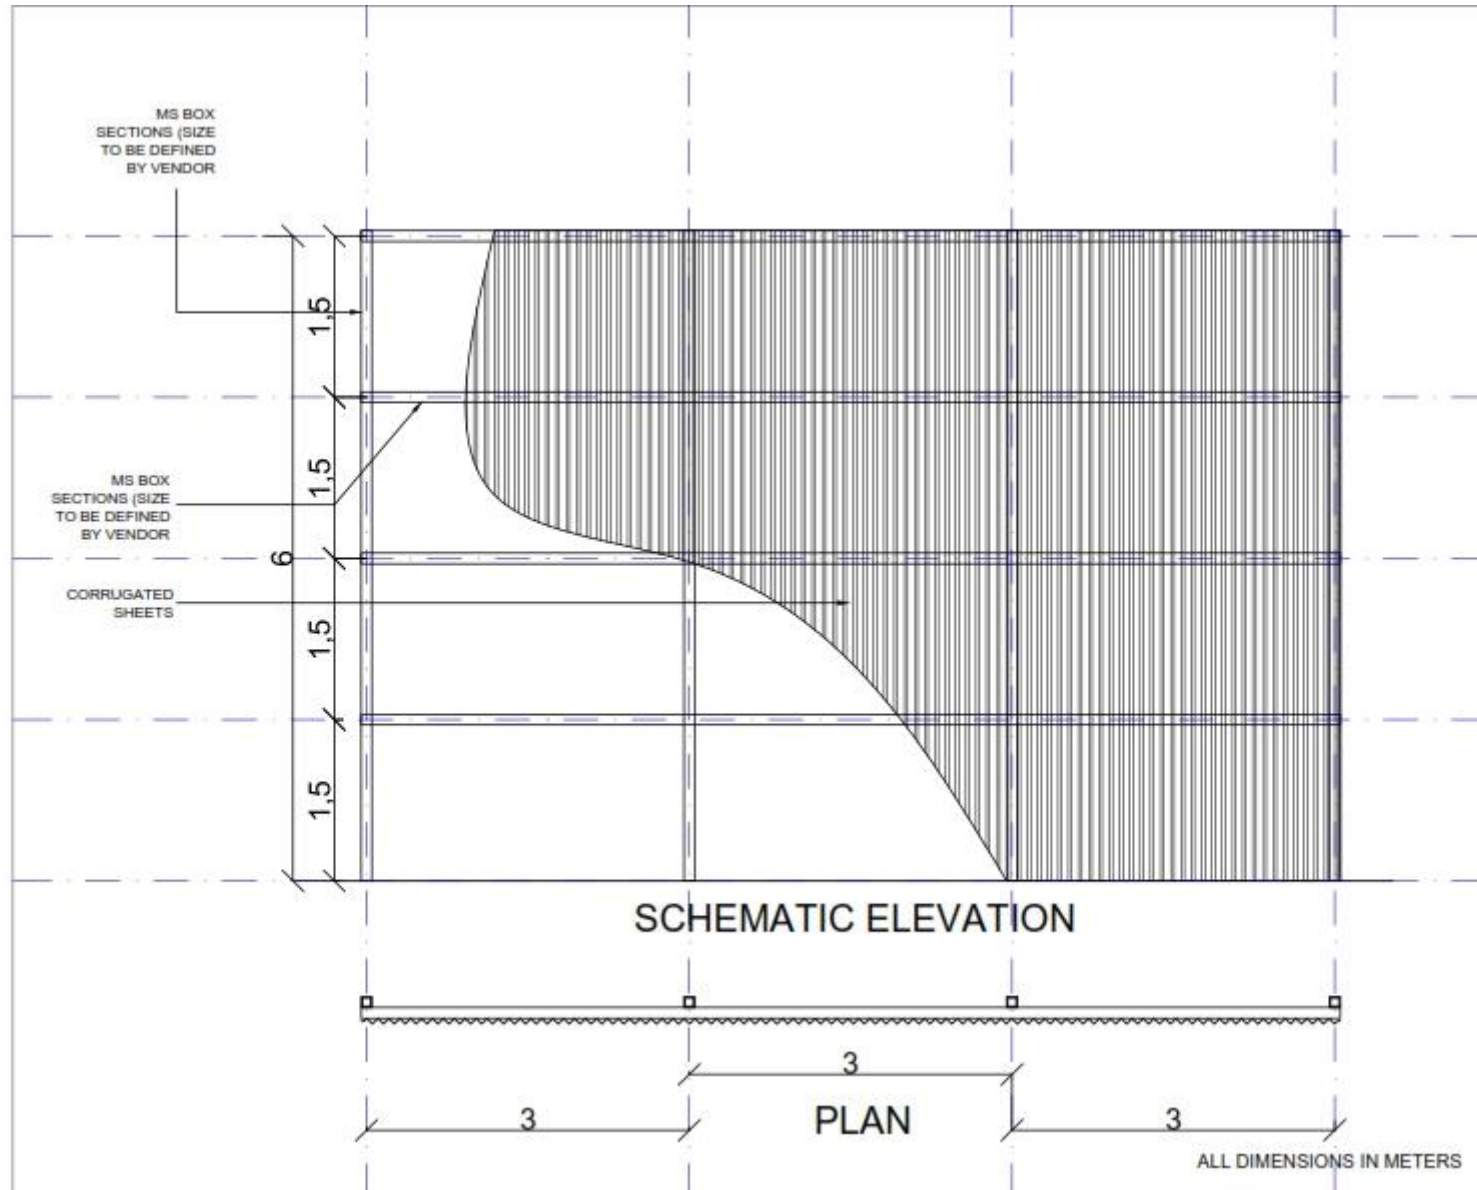 MS BOX
SECTIONS (SIZE
TO BE DEFINED
BY VENDOR
1,5
1,5
MS BOX
SECTIONS (SIZE
TO BE DEFINED
BY VENDOR
6
CORRUGATED
SHEETS
1,5
1,5
SCHEMATIC ELEVATION
3
3
PLAN
3
ALL DIMENSIONS IN METERS